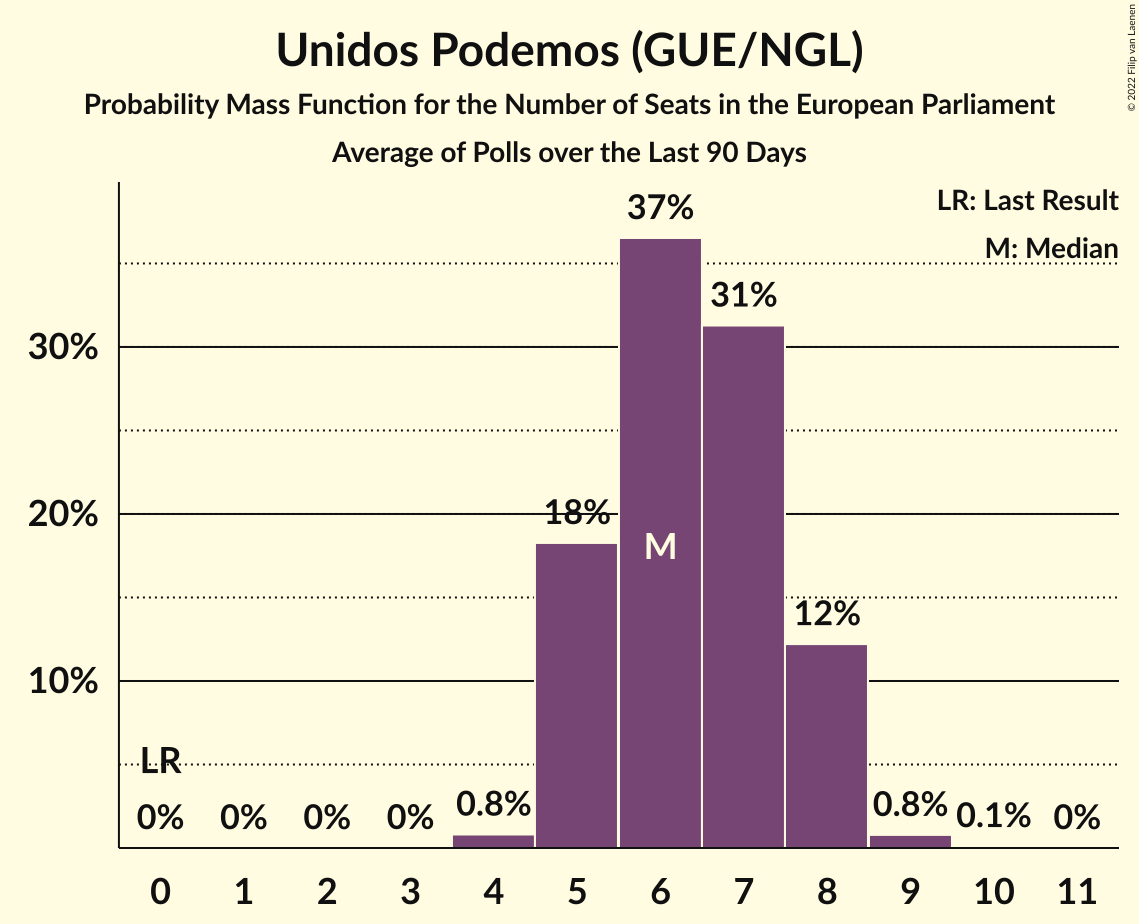 Unidos Podemos (GUE/NGL)
Probability Mass Function for the Number of Seats in the European Parliament
Average of Polls over the Last 90 Days
© 2022 Filip van Laenen
LR: Last Result
M: Median
37%
31%
30%
20%
18%
M
12%
10%
LR
0% 0% 0% 0% 0.8% 0.8% 0.1% 0%
0 1 2 3 4 5 6 7 8 9 10 11